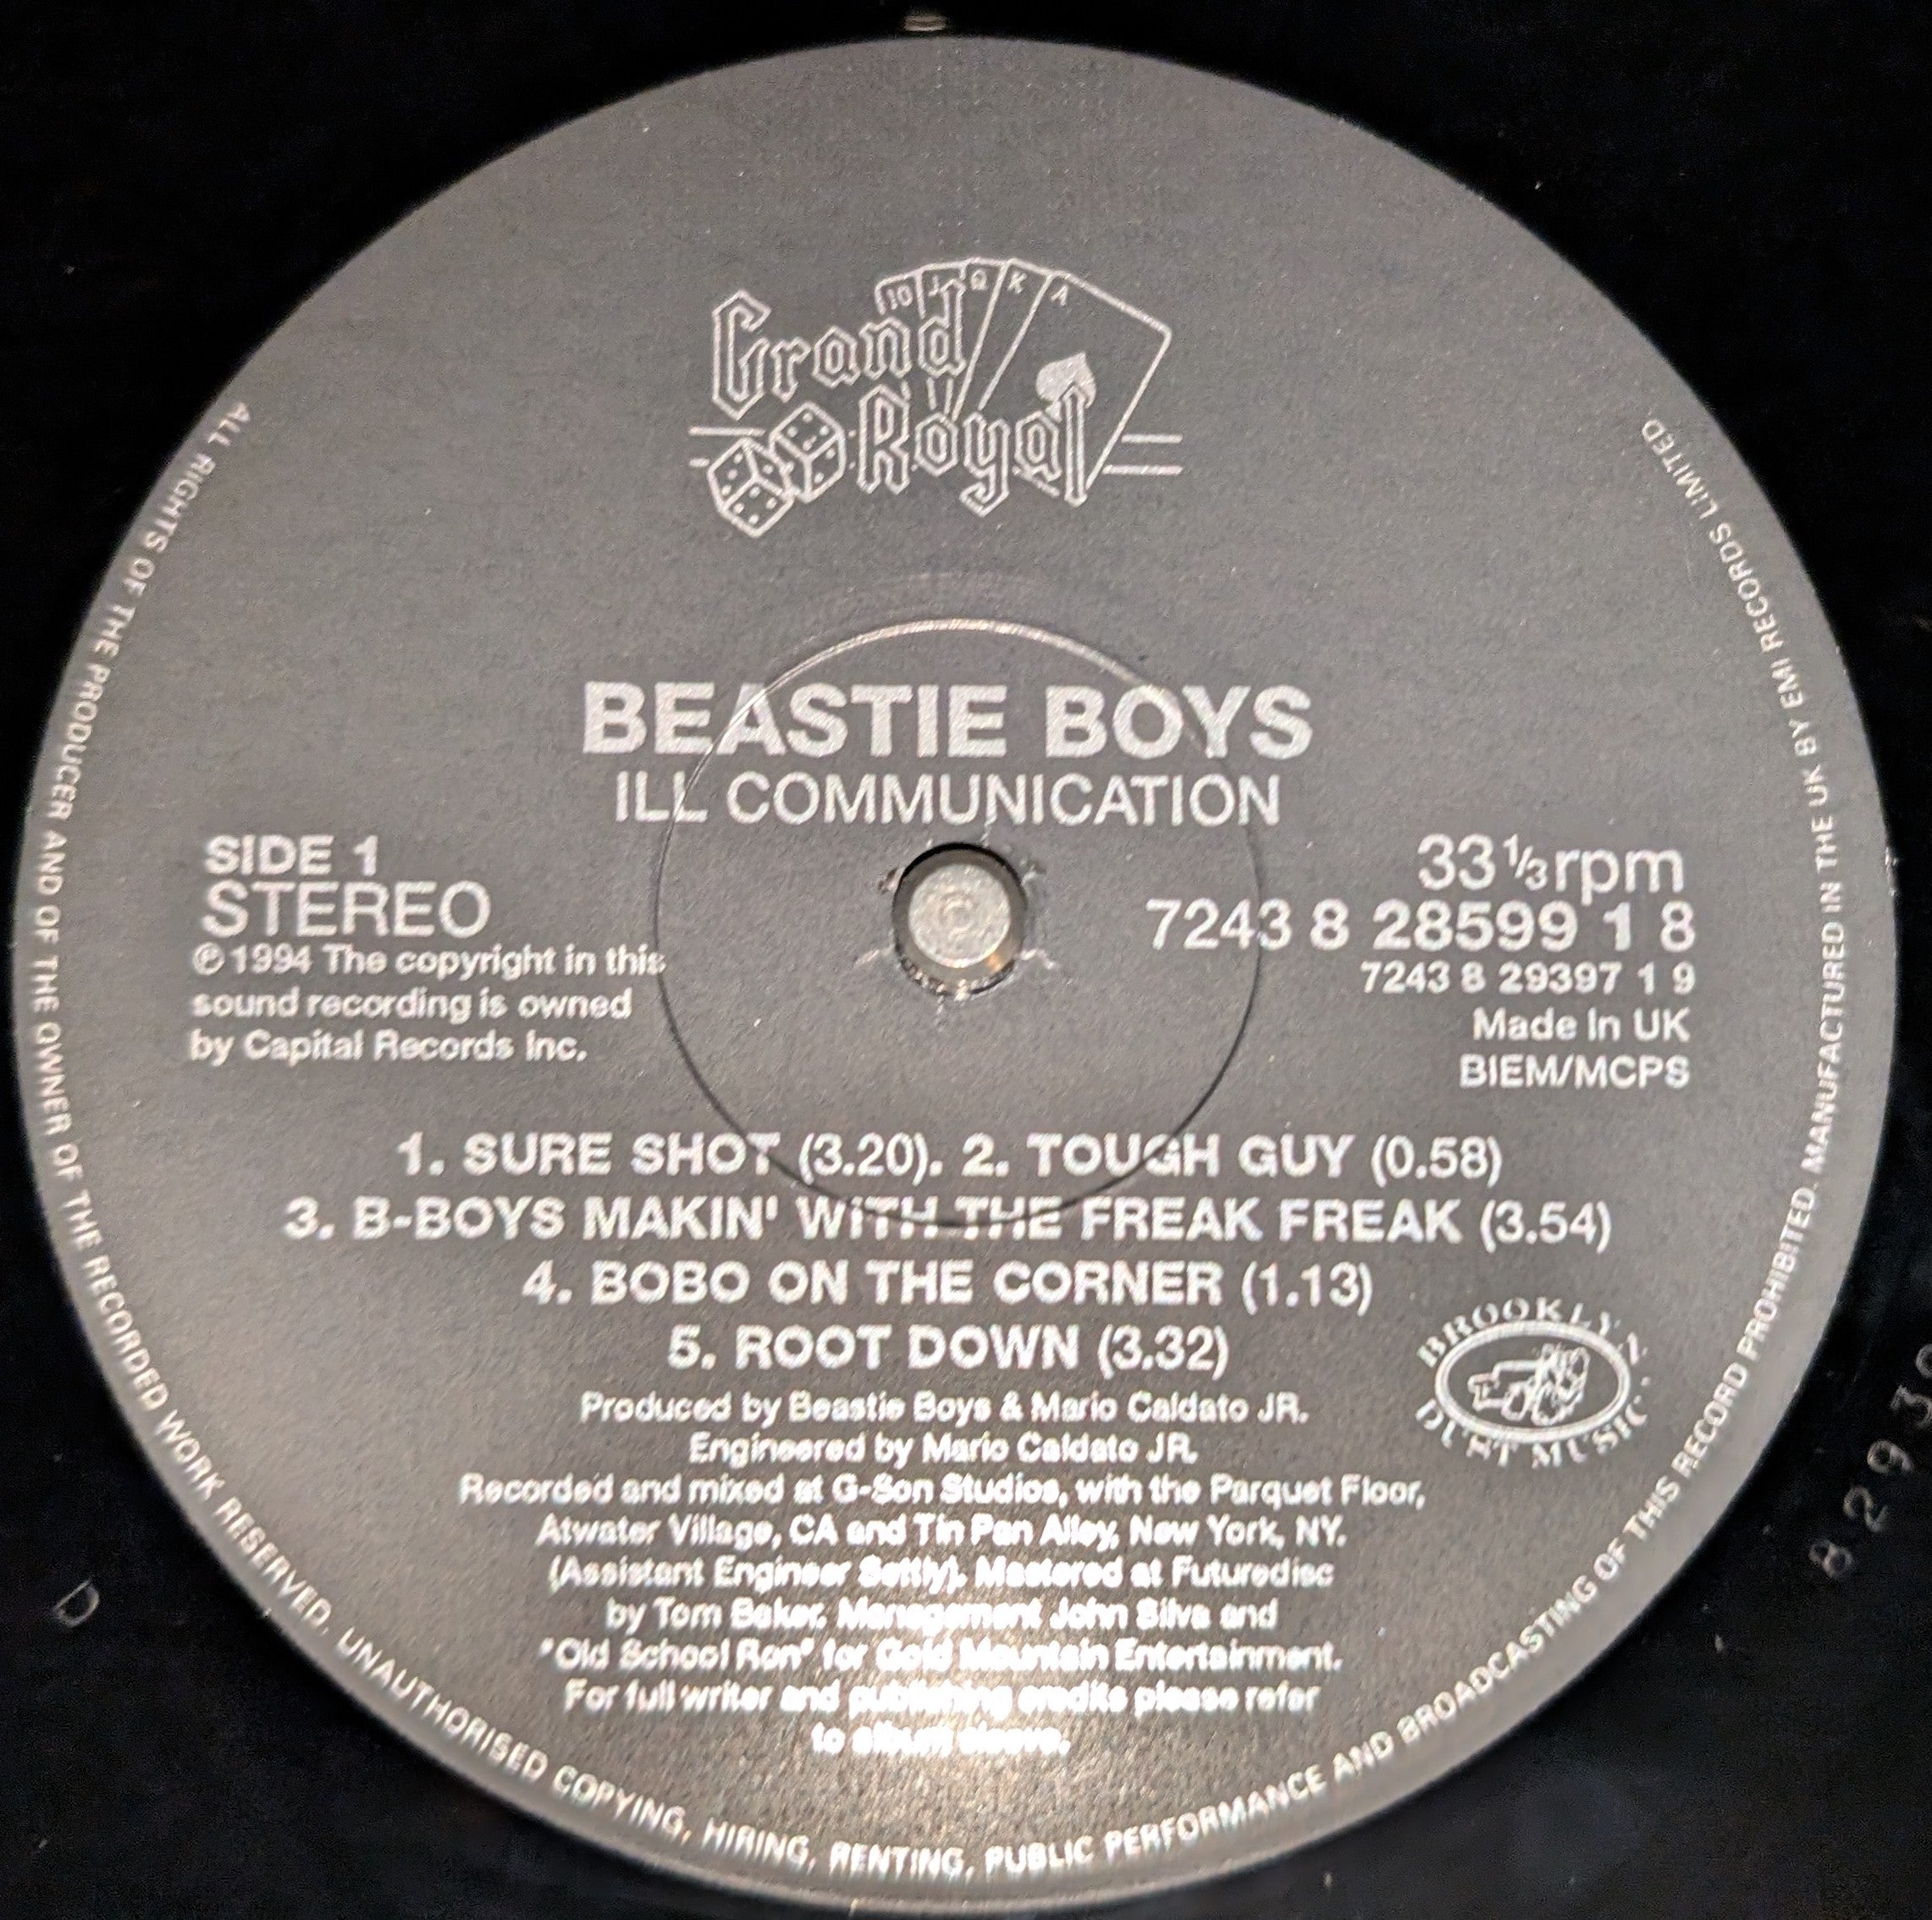 10 J Q K A
Grand
Royal
BEASTIE BOYS
ILL COMMUNICATION
SIDE 1
STEREO
℗ 1994 The copyright in this
sound recording is owned
by Capital Records Inc.
33⅓rpm
7243 8 28599 1 8
7243 8 29397 1 9
Made in UK
BIEM/MCPS
1. SURE SHOT (3.20). 2. TOUGH GUY (0.58)
3. B-BOYS MAKIN' WITH THE FREAK FREAK (3.54)
4. BOBO ON THE CORNER (1.13)
5. ROOT DOWN (3.32)
BROOKLYN
DUST MUSIC
Produced by Beastie Boys & Mario Caldato JR.
Engineered by Mario Caldato JR.
Recorded and mixed at G-Son Studios, with the Parquet Floor,
Atwater Village, CA and Tin Pan Alley, New York, NY.
(Assistant Engineer Settly). Mastered at Futuredisc
by Tom Baker, Management John Silva and
"Old School Ron" for Gold Mountain Entertainment.
For full writer and publishing credits please refer
to album
ALL RIGHTS OF THE PRODUCER AND OF THE OWNER OF THE RECORDED WORK RESERVED. UNAUTHORISED COPYING, HIRING, RENTING, PUBLIC PERFORMANCE AND BROADCASTING OF THIS RECORD PROHIBITED. MANUFACTURED IN THE UK BY EMI RECORDS LIMITED
D
8293